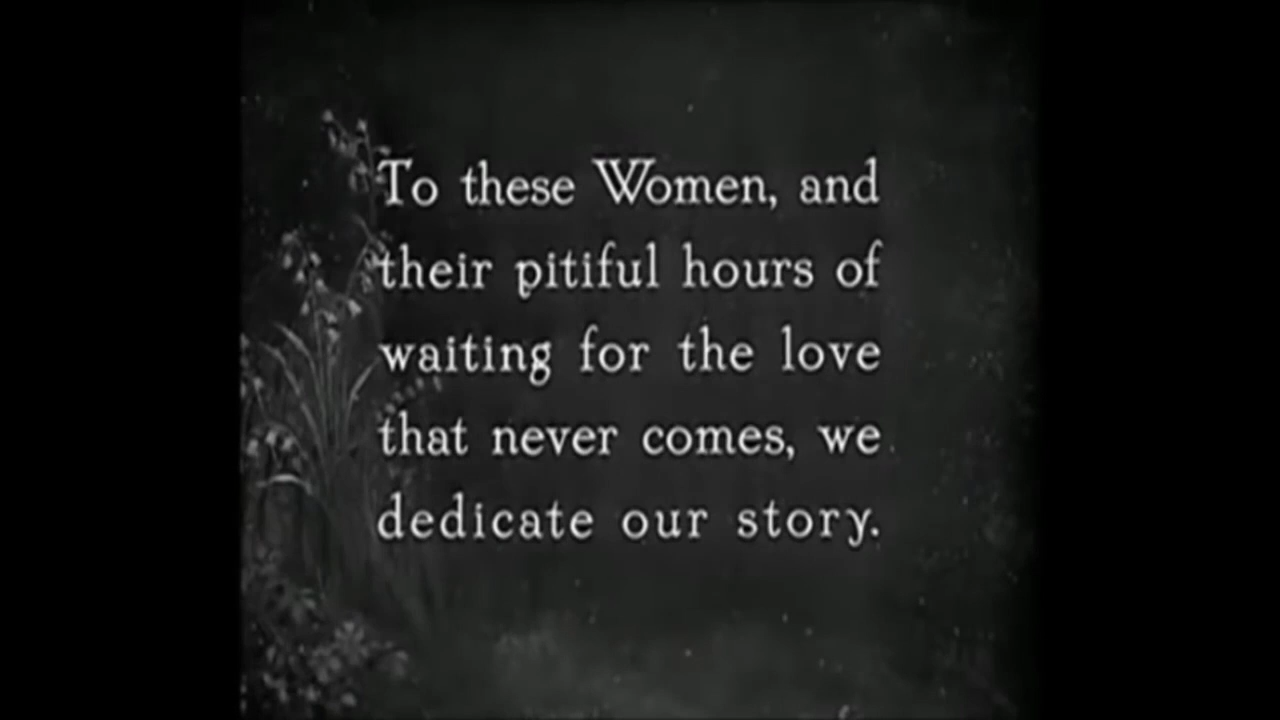 To these Women, and
their pitiful hours of
waiting for the love
that never comes, we
dedicate our story.